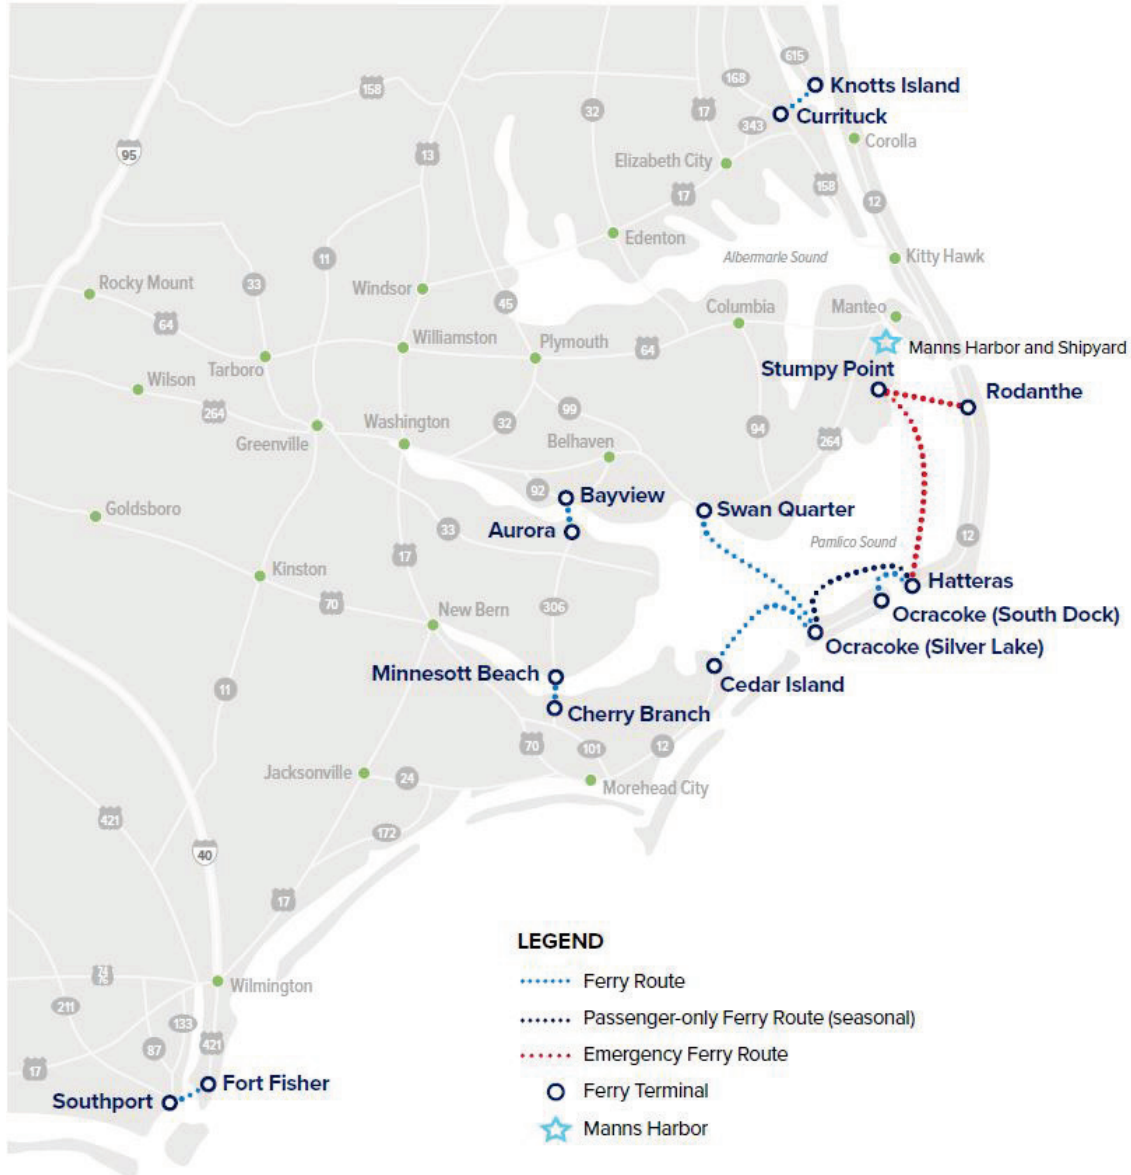 615
168
Knotts Island
158
32
17
Currituck
343
Corolla
95
13
Elizabeth City
17
158
12
Edenton
Albermarle Sound
Kitty Hawk
11
Rocky Mount
33
Windsor
45
Columbia
Manteo
64
Williamston
Plymouth
64
Manns Harbor and Shipyard
Tarboro
Stumpy Point
Wilson
Rodanthe
264
99
Washington
32
94
264
Greenville
Belhaven
92
Bayview
Swan Quarter
Goldsboro
Aurora
33
Pamlico Sound
12
17
Kinston
Hatteras
70
New Bern
306
Ocracoke (South Dock)
Ocracoke (Silver Lake)
Minnesott Beach
Cedar Island
11
Cherry Branch
70
101
12
Jacksonville
24
Morehead City
421
172
40
17
LEGEND
74
76
Wilmington
Ferry Route
211
133
Passenger-only Ferry Route (seasonal)
87
421
Emergency Ferry Route
17
Fort Fisher
Southport
Ferry Terminal
Manns Harbor